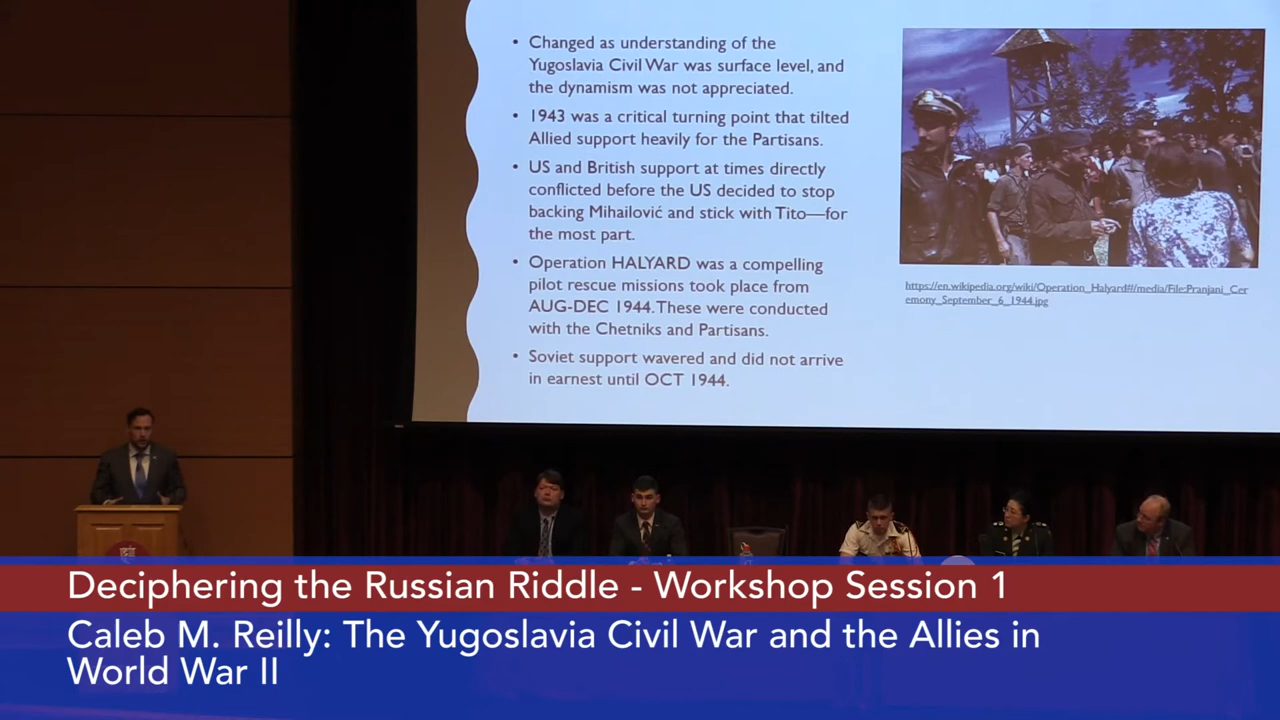 • Changed as understanding of the
Yugoslavia Civil War was surface level, and
the dynamism was not appreciated.
• 1943 was a critical turning point that tilted
Allied support heavily for the Partisans.
• US and British support at times directly
conflicted before the US decided to stop
backing Mihailović and stick with Tito—for
the most part.
• Operation HALYARD was a compelling
pilot rescue missions took place from
AUG-DEC 1944. These were conducted
with the Chetniks and Partisans.
• Soviet support wavered and did not arrive
in earnest until OCT 1944.
https://en.wikipedia.org/wiki/Operation_Halyard#/media/File:Pranjani_Cer
emony_September_6_1944.jpg
Deciphering the Russian Riddle - Workshop Session 1
Caleb M. Reilly: The Yugoslavia Civil War and the Allies in
World War II